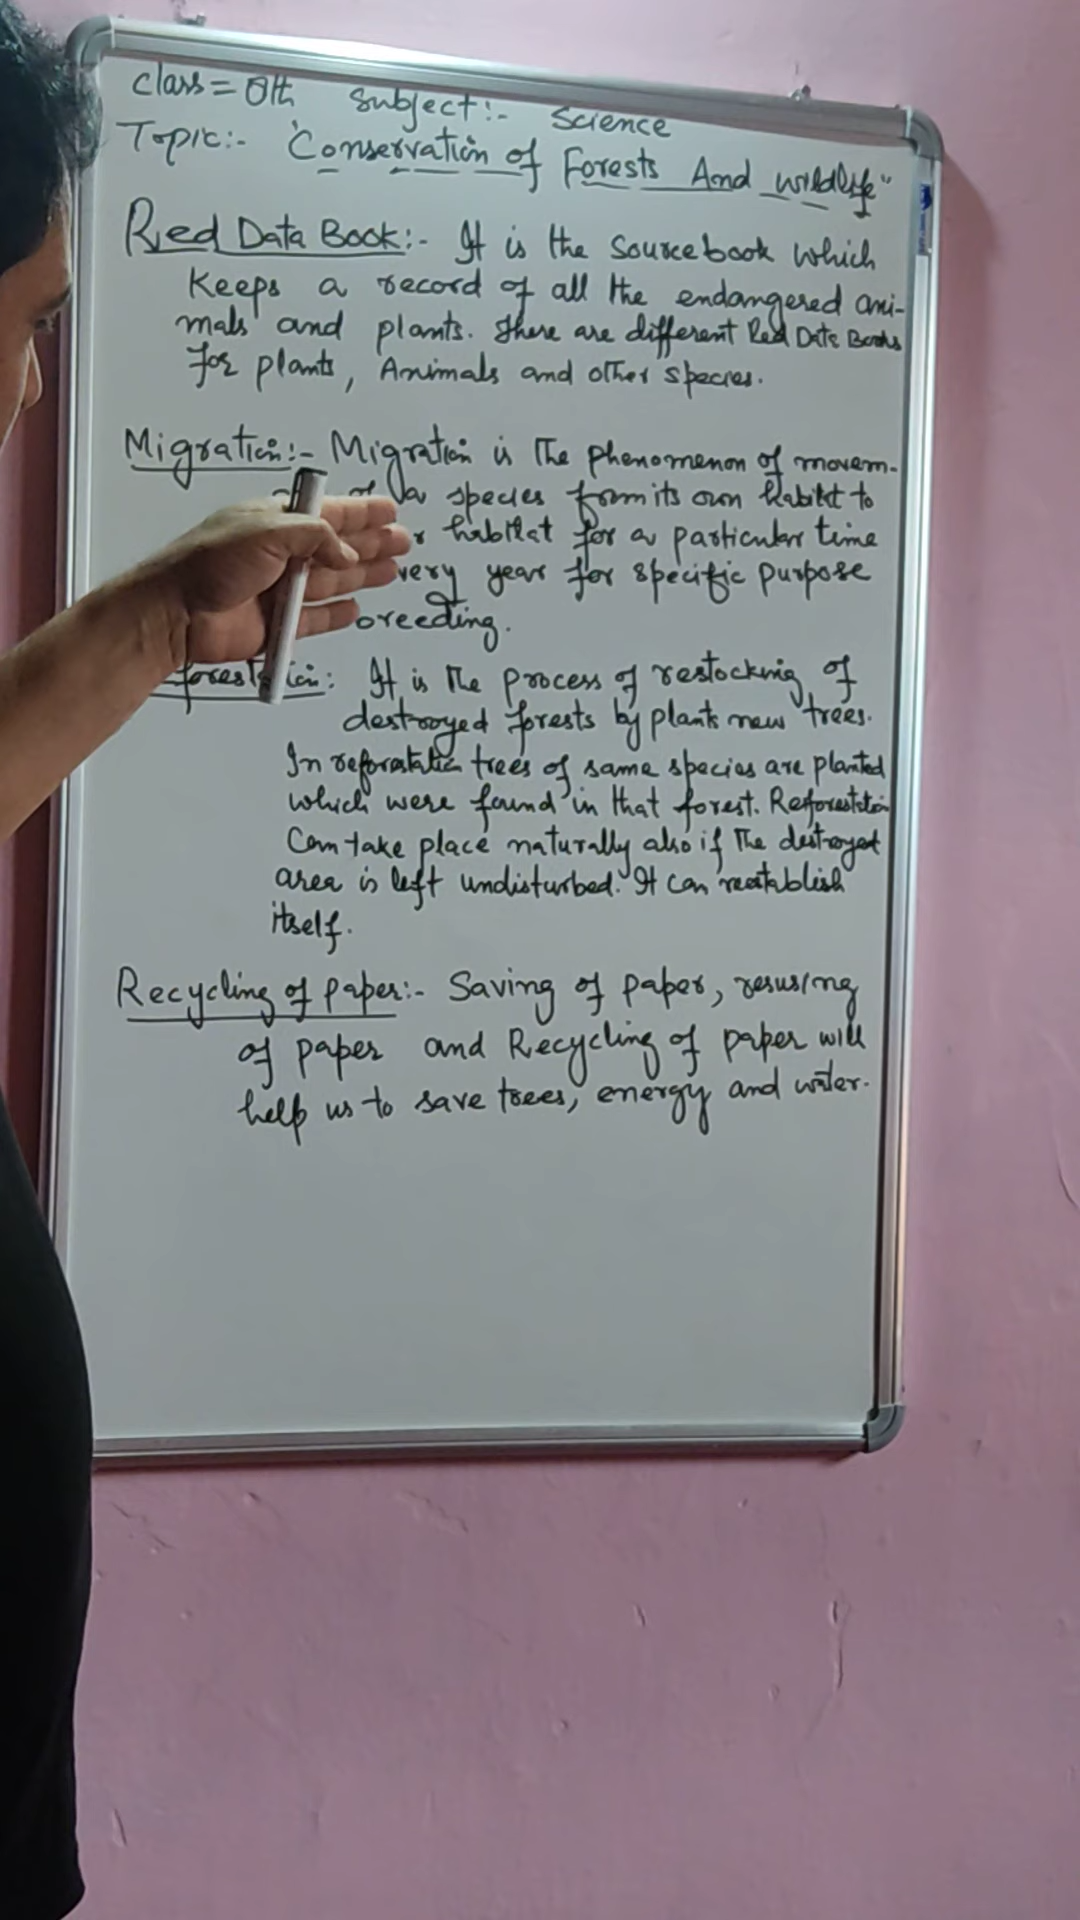 class = 8th Subject:- Science
Topic:- "Conservation of Forests And wildlife"
Red Data Book:- It is the Source book which
Keeps a record of all the endangered ani-
mals and plants. There are different Red Data Books
for plants, Animals and other species.
Migration:- Migration is The phenomenon of movem-
of a species from its own habitat to
habitat for a particular time
very year for specific purpose
breeding.
forestation: It is The process of restocking of
destroyed forests by plants new trees.
In reforestation trees of same species are planted
which were found in that forest. Reforestation
Can take place naturally also if The destroyed
area is left undisturbed. It can reestablish
itself.
Recycling of paper:- Saving of paper, resusing
of paper and Recycling of paper will
help us to save trees, energy and water.